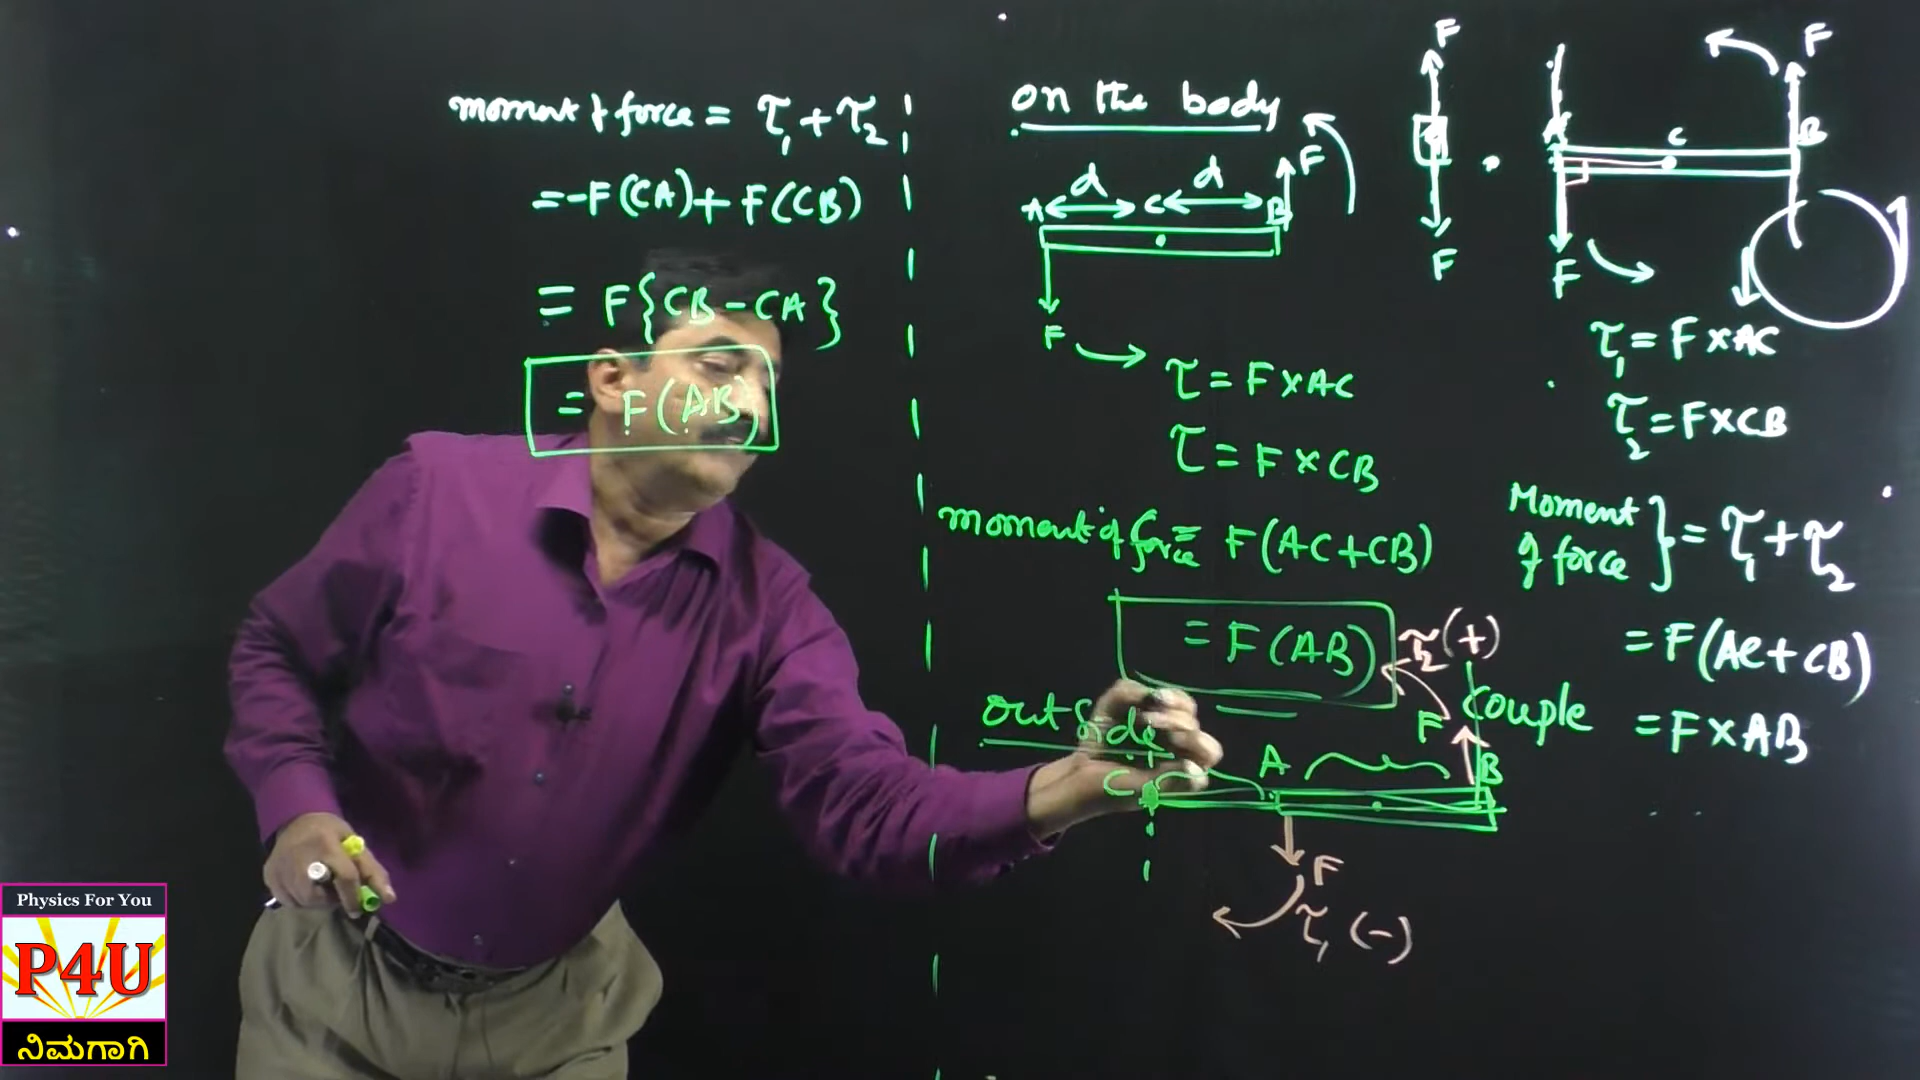 moment of force = τ₁ + τ₂
= -F(CA) + F(CB)
= F{CB - CA}
= F(AB)
on the body
d d
A C B F
F
τ = F × AC
τ = F × CB
moment of force = F(AC + CB)
= F(AB)
out side
C A B
F τ₂ (+)
F
τ₁ (-)
F
F
F
A C B
F
τ₁ = F × AC
τ₂ = F × CB
Moment of force } = τ₁ + τ₂
= F(AC + CB)
couple = F × AB
Physics For You
P4U
ನಿಮಗಾಗಿ